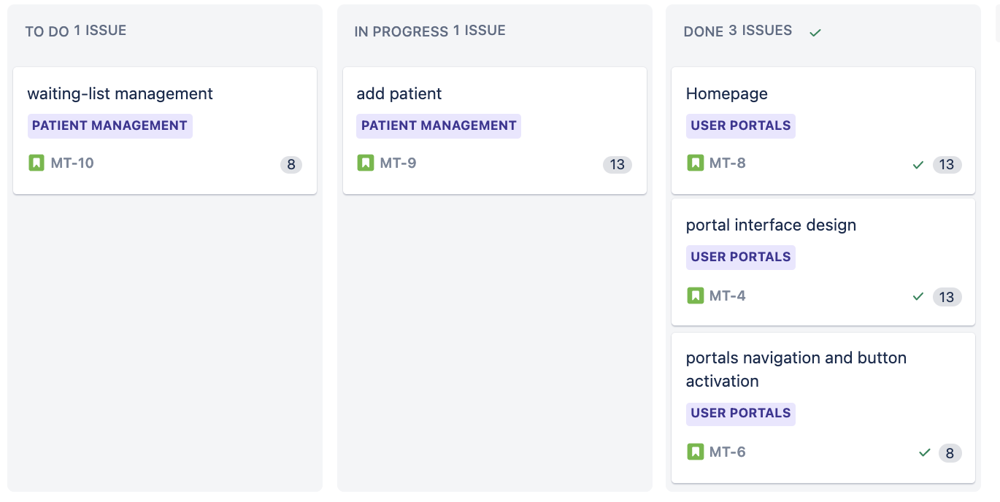 TO DO 1 ISSUE
waiting-list management
PATIENT MANAGEMENT
MT-10 8
IN PROGRESS 1 ISSUE
add patient
PATIENT MANAGEMENT
MT-9 13
DONE 3 ISSUES
Homepage
USER PORTALS
MT-8 13
portal interface design
USER PORTALS
MT-4 13
portals navigation and button
activation
USER PORTALS
MT-6 8